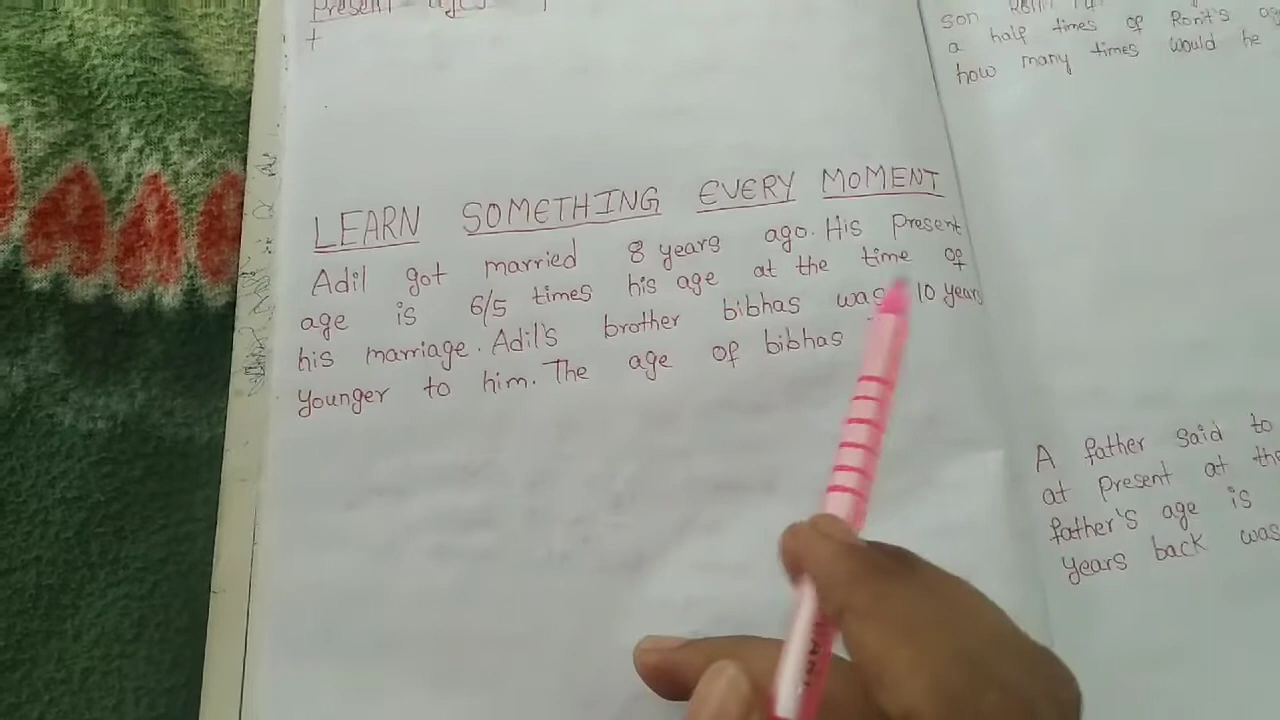 Present ages
+
LEARN SOMETHING EVERY MOMENT
Adil got married 8 years ago. His present
age is 6/5 times his age at the time of
his marriage. Adil's brother bibhas was 10 years
younger to him. The age of bibhas
son
a half times of Ronit's
how many times would he
A father said to
at present at the
father's age is
years back was